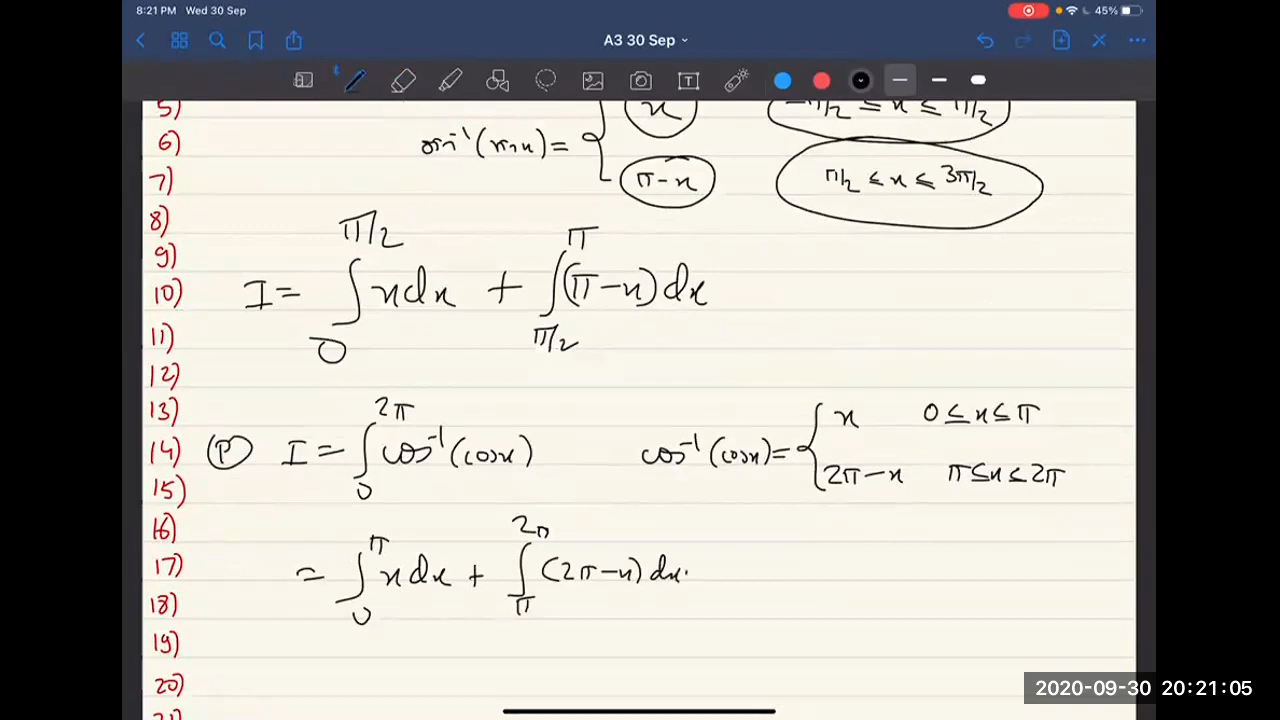 8:21 PM Wed 30 Sep
45%
A3 30 Sep
5) x -π/2 ≤ x ≤ π/2
6) sin⁻¹(sinx)=
7) π-x π/2 ≤ x ≤ 3π/2
8)
9)
10) I = ∫₀^{π/2} x dx + ∫_{π/2}^{π} (π-x) dx
11)
12)
13) x 0 ≤ x ≤ π
14) (P) I = ∫₀^{2π} cos⁻¹(cosx) cos⁻¹(cosx) =
15) 2π-x π ≤ x ≤ 2π
16)
17) = ∫₀^{π} x dx + ∫_{π}^{2π} (2π-x) dx.
18)
19)
20)
2020-09-30 20:21:05